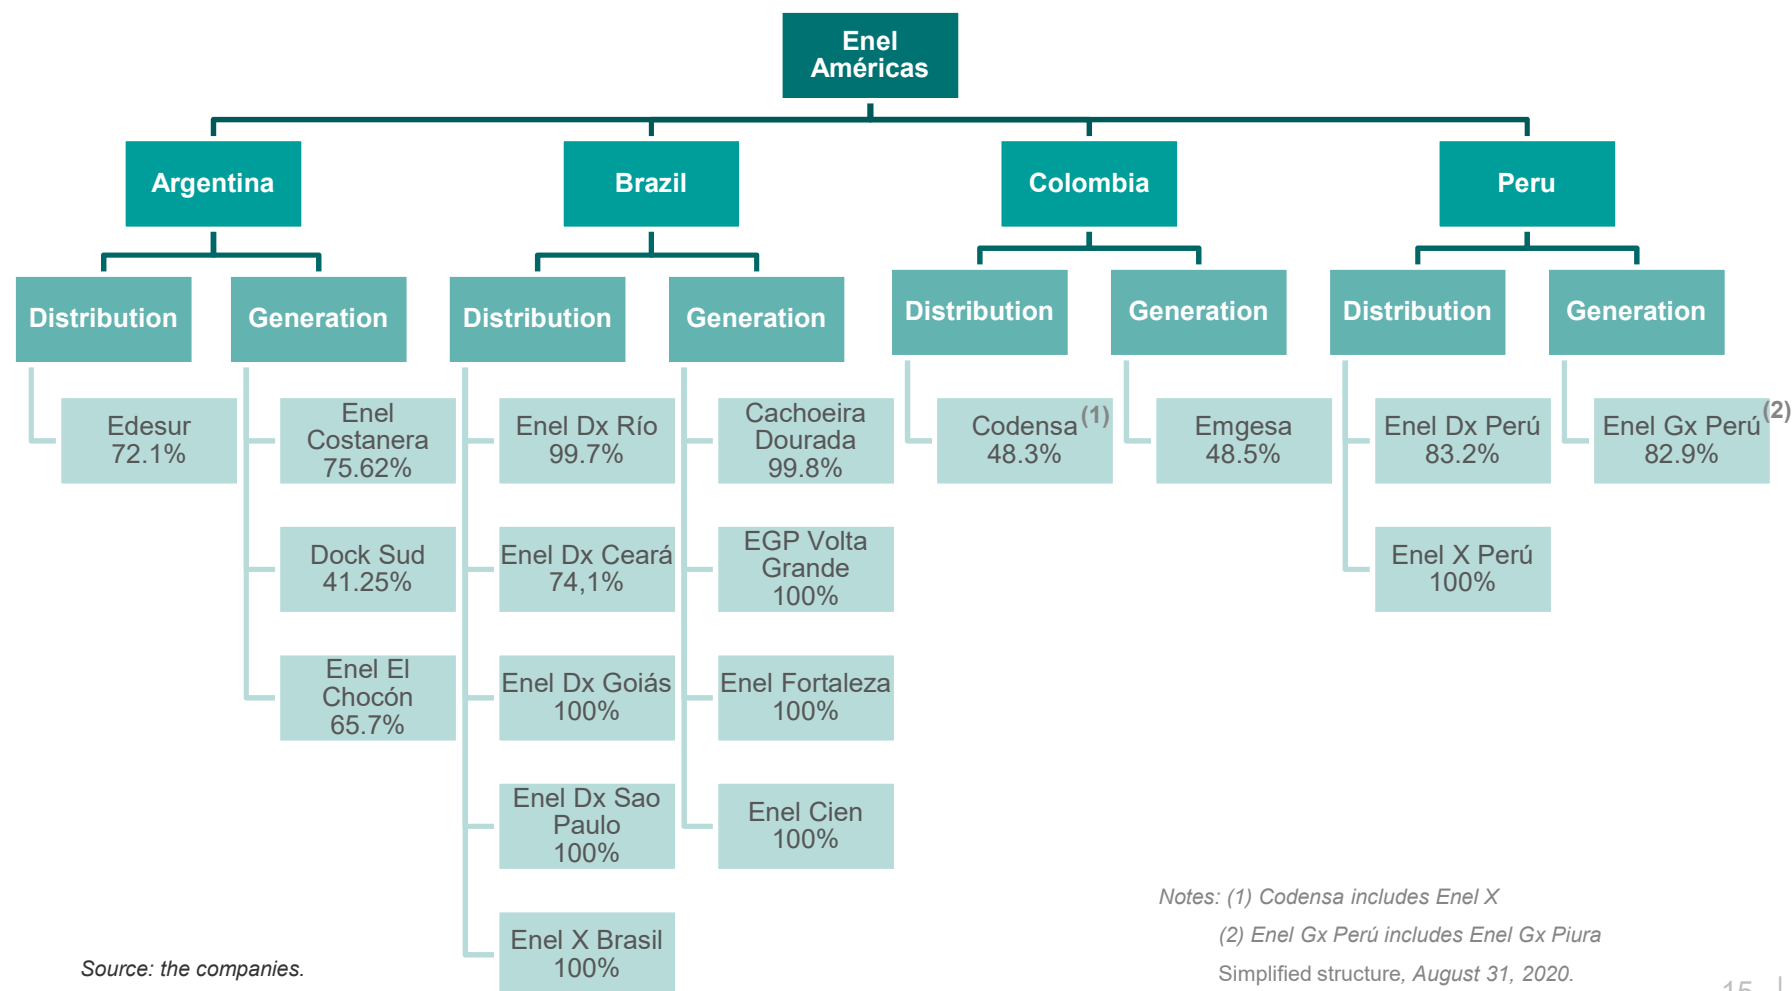 Enel
Américas
Argentina
Brazil
Colombia
Peru
Distribution
Generation
Distribution
Generation
Distribution
Generation
Distribution
Generation
Edesur
72.1%
Enel
Costanera
75.62%
Dock Sud
41.25%
Enel El
Chocón
65.7%
Enel Dx Río
99.7%
Enel Dx Ceará
74,1%
Enel Dx Goiás
100%
Enel Dx Sao
Paulo
100%
Enel X Brasil
100%
Cachoeira
Dourada
99.8%
EGP Volta
Grande
100%
Enel Fortaleza
100%
Enel Cien
100%
Codensa (1)
48.3%
Emgesa
48.5%
Enel Dx Perú
83.2%
Enel X Perú
100%
Enel Gx Perú (2)
82.9%
Notes: (1) Codensa includes Enel X
(2) Enel Gx Perú includes Enel Gx Piura
Simplified structure, August 31, 2020.
Source: the companies.
15 |